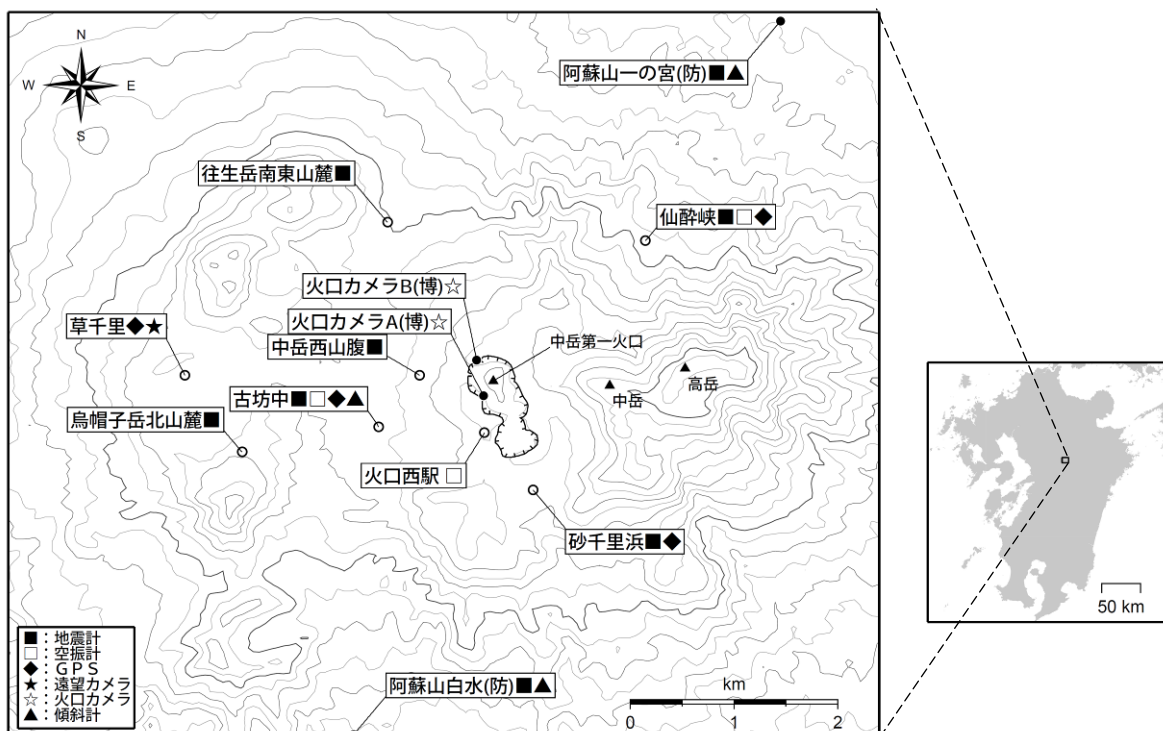 N
W
E
S
阿蘇山一の宮(防)■▲
往生岳南東山麓■
仙酔峡■□◆
火口カメラB(博)☆
火口カメラA(博)☆
中岳第一火口
草千里◆★
中岳西山腹■
高岳
中岳
古坊中■□◆▲
烏帽子岳北山麓■
火口西駅 □
砂千里浜■◆
50 km
■：地震計
□：空振計
◆：ＧＰＳ
★：遠望カメラ
☆：火口カメラ
▲：傾斜計
阿蘇山白水(防)■▲
km
0 1 2